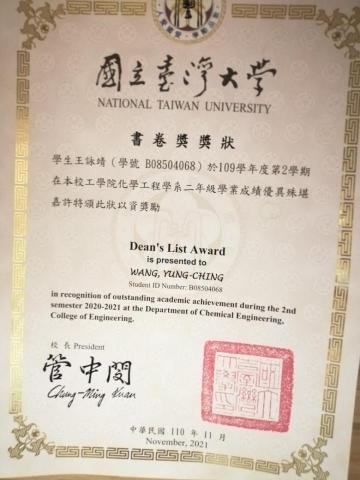 國立臺灣大學
NATIONAL TAIWAN UNIVERSITY
書卷獎獎狀
學生王詠靖（學號 B08504068）於109學年度第2學期
在本校工學院化學工程學系二年級學業成績優異殊堪
嘉許特頒此狀以資獎勵
Dean's List Award
is presented to
WANG, YUNG-CHING
Student ID Number: B08504068
in recognition of outstanding academic achievement during the 2nd
semester 2020-2021 at the Department of Chemical Engineering,
College of Engineering.
校長 President
管中閔
Chung-Ming Kuan
中華民國 110 年 11 月
November, 2021